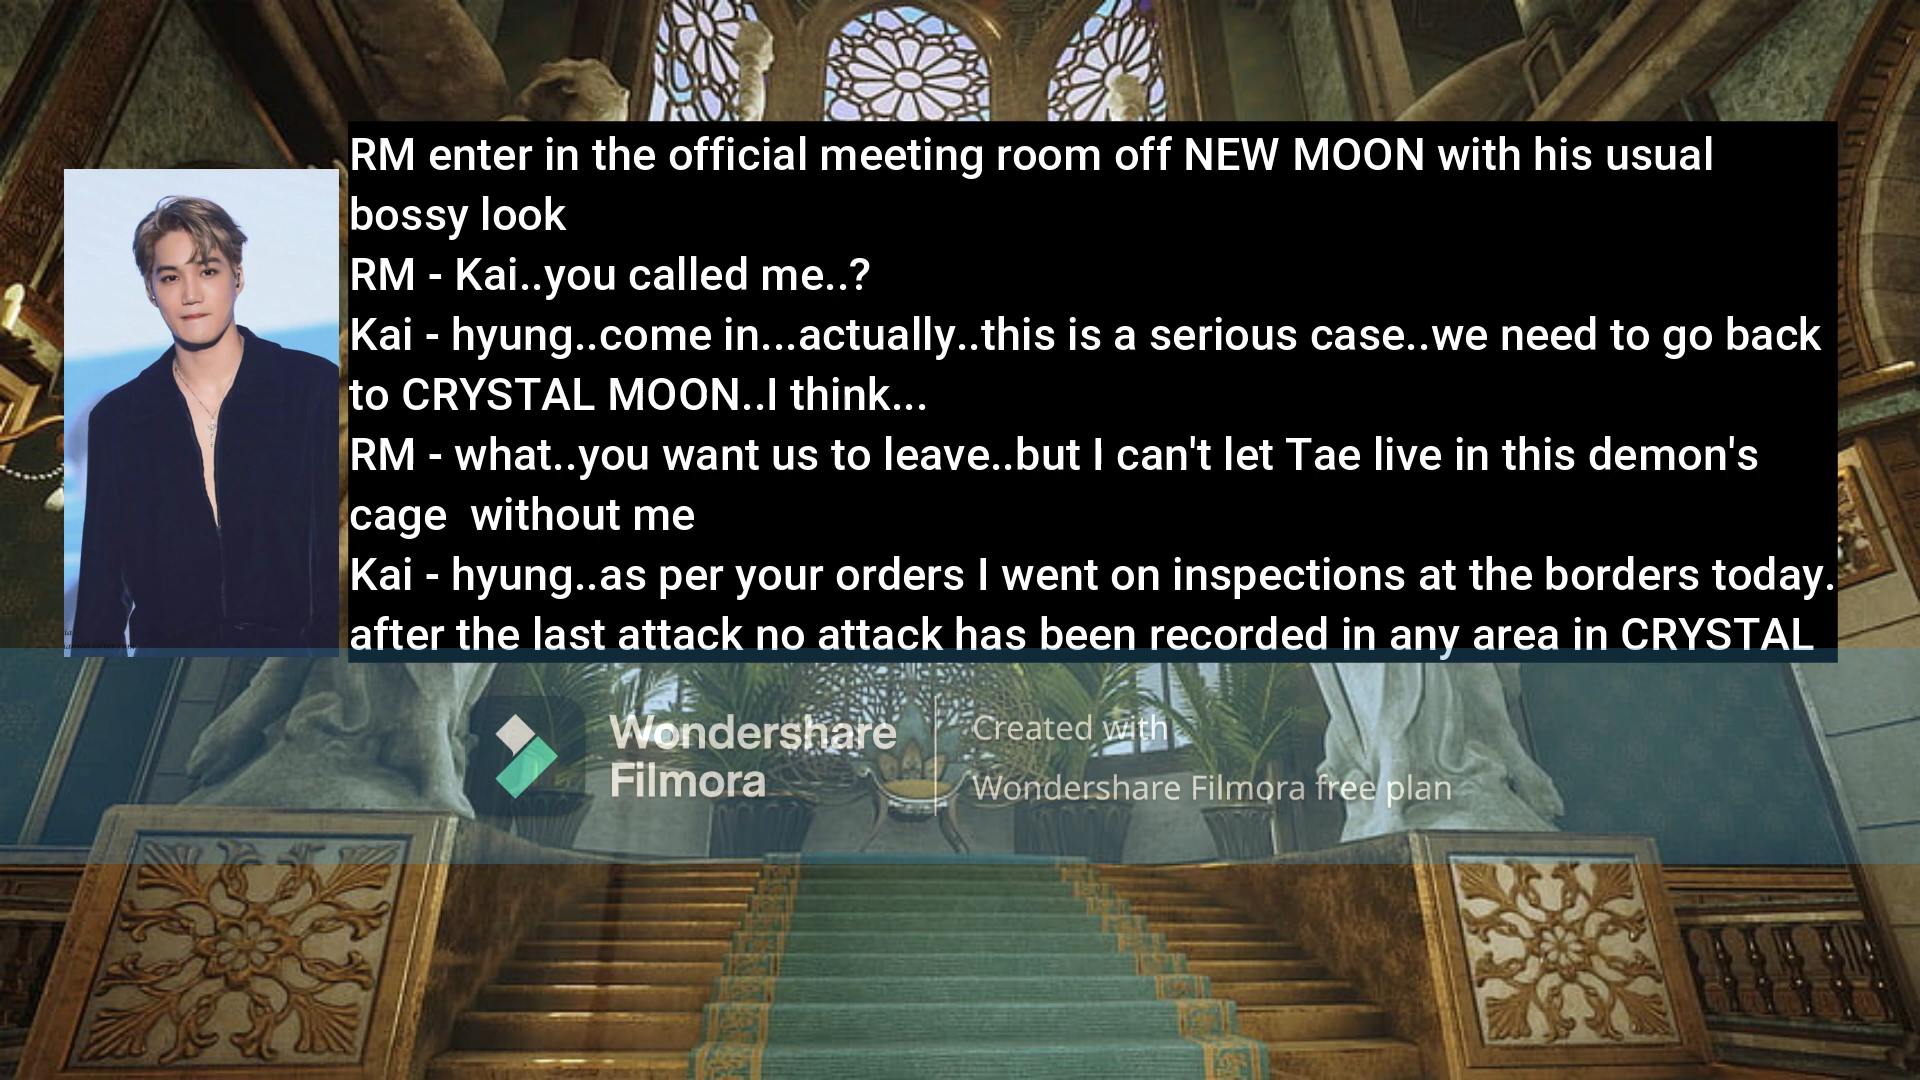 RM enter in the official meeting room off NEW MOON with his usual
bossy look
RM - Kai..you called me..?
Kai - hyung..come in...actually..this is a serious case..we need to go back
to CRYSTAL MOON..I think...
RM - what..you want us to leave..but I can't let Tae live in this demon's
cage  without me
Kai - hyung..as per your orders I went on inspections at the borders today.
after the last attack no attack has been recorded in any area in CRYSTAL
Wondershare
Filmora
Created with
Wondershare Filmora free plan